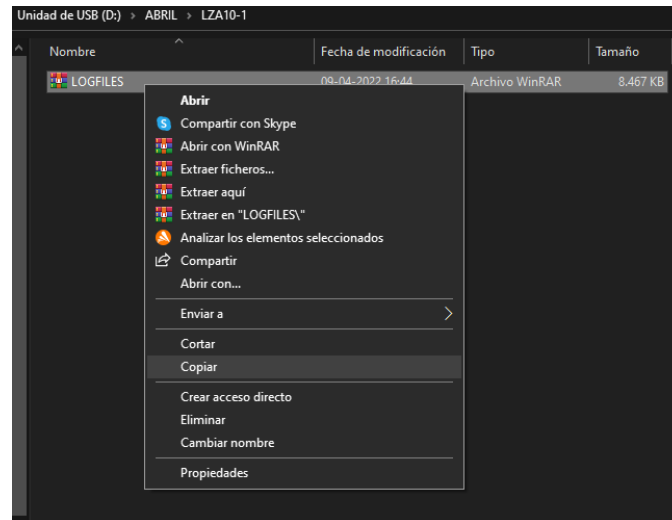 Unidad de USB (D:) > ABRIL > LZA10-1
Nombre Fecha de modificación Tipo Tamaño
LOGFILES 09-04-2022 16:44 Archivo WinRAR 8.467 KB
Abrir
Compartir con Skype
Abrir con WinRAR
Extraer ficheros...
Extraer aquí
Extraer en "LOGFILES\"
Analizar los elementos seleccionados
Compartir
Abrir con...
Enviar a
Cortar
Copiar
Crear acceso directo
Eliminar
Cambiar nombre
Propiedades